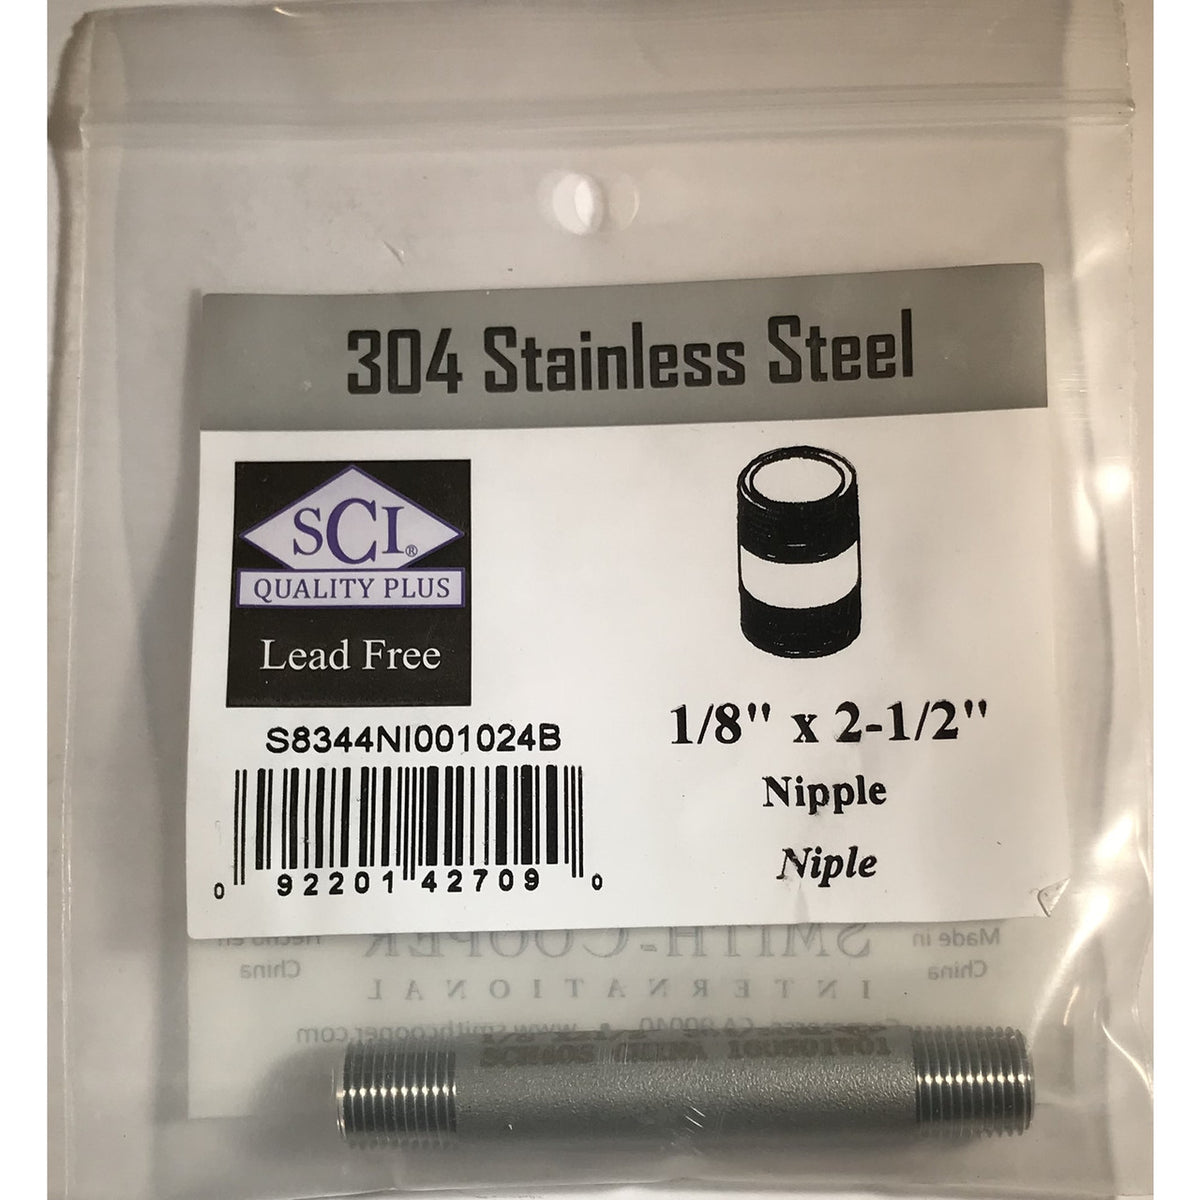 304 Stainless Steel
SCI®
QUALITY PLUS
Lead Free
S8344NI001024B
0 92201 42709 0
1/8" x 2-1/2"
Nipple
Niple
Made in
China
SMITH-COOPER
INTERNATIONAL
Hecho en
China
www.smithcooper.com
CHINA